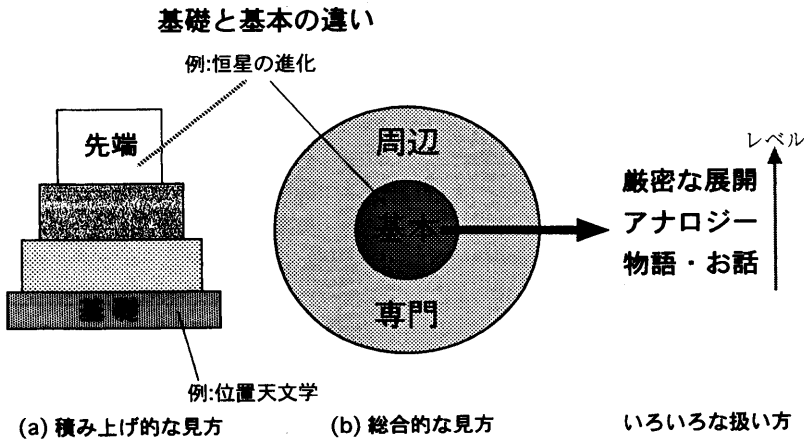 基礎と基本の違い
例:恒星の進化
先端
基礎
周辺
基本
専門
レベル
厳密な展開
アナロジー
物語・お話
例:位置天文学
(a) 積み上げ的な見方
(b) 総合的な見方
いろいろな扱い方